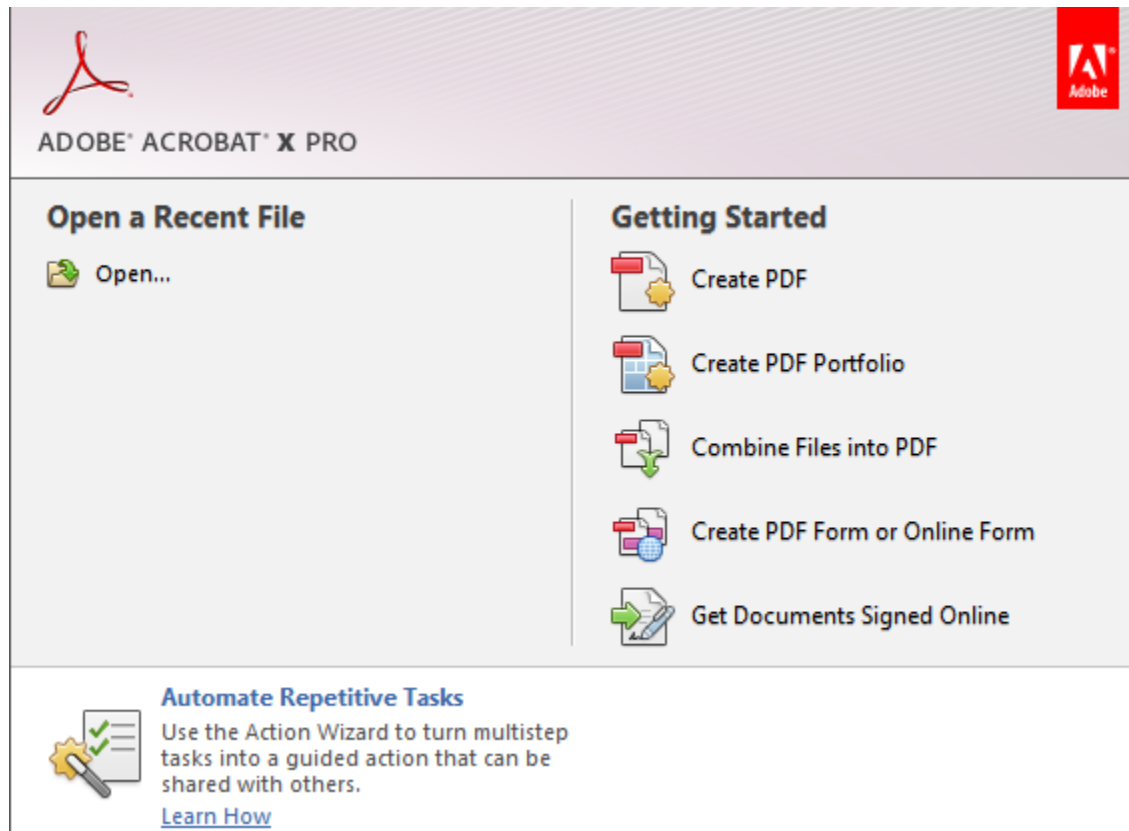 Adobe
ADOBE® ACROBAT® X PRO
Open a Recent File
Open...
Getting Started
Create PDF
Create PDF Portfolio
Combine Files into PDF
Create PDF Form or Online Form
Get Documents Signed Online
Automate Repetitive Tasks
Use the Action Wizard to turn multistep
tasks into a guided action that can be
shared with others.
Learn How